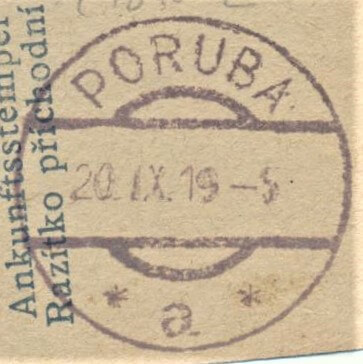 Ankunftsstempel
Razítko příchodní
PORUBA
20. IX. 19 –5
* a *